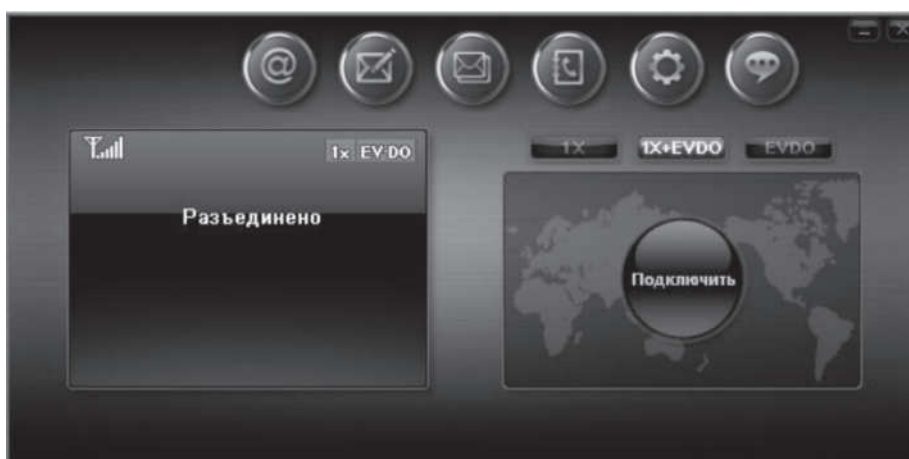 @
1x EV-DO
1X 1X+EVDO EVDO
Разъединено
Подключить